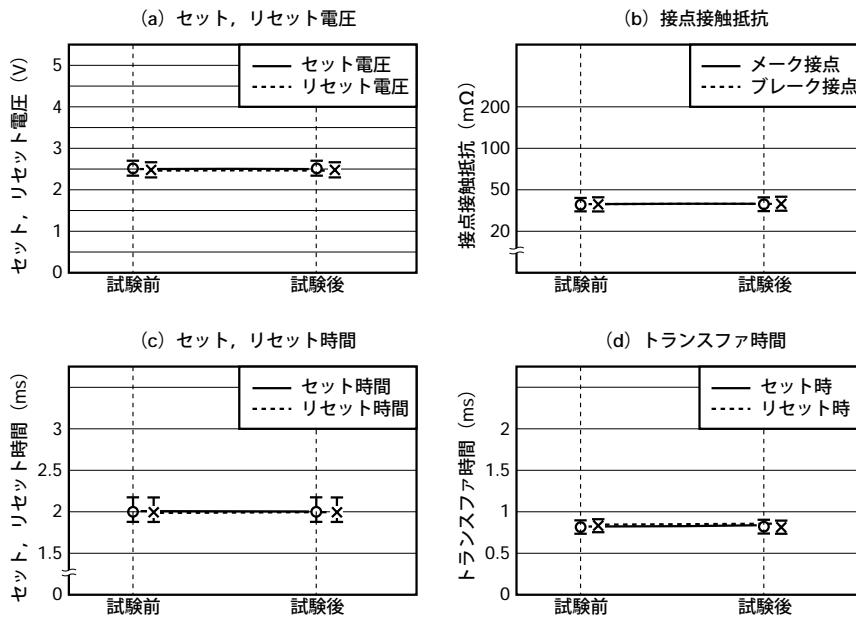 (a) セット，リセット電圧
セット，リセット電圧 (V)
5
4
3
2
1
0
セット電圧
リセット電圧
試験前
試験後
(b) 接点接触抵抗
接点接触抵抗 (mΩ)
200
100
50
20
メーク接点
ブレーク接点
試験前
試験後
(c) セット，リセット時間
セット，リセット時間 (ms)
3
2.5
2
1.5
0
セット時間
リセット時間
試験前
試験後
(d) トランスファ時間
トランスファ時間 (ms)
2
1.5
1
0.5
0
セット時
リセット時
試験前
試験後